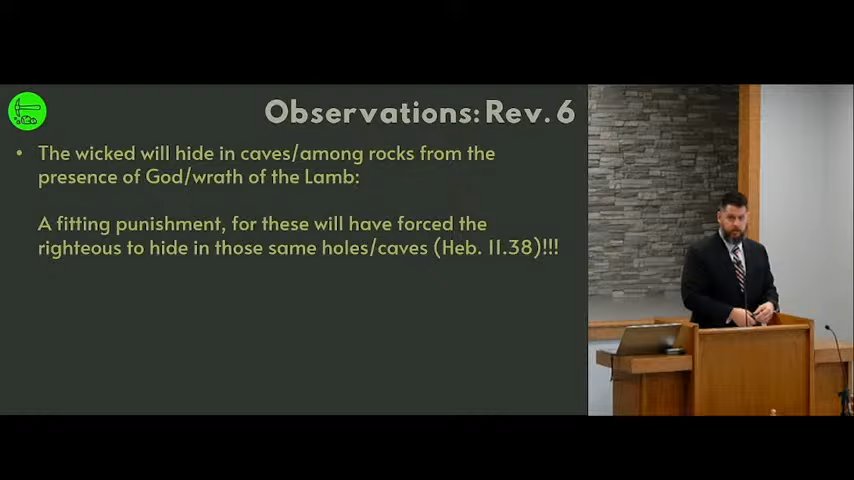 Observations: Rev. 6
• The wicked will hide in caves/among rocks from the
presence of God/wrath of the Lamb:
A fitting punishment, for these will have forced the
righteous to hide in those same holes/caves (Heb. 11.38)!!!